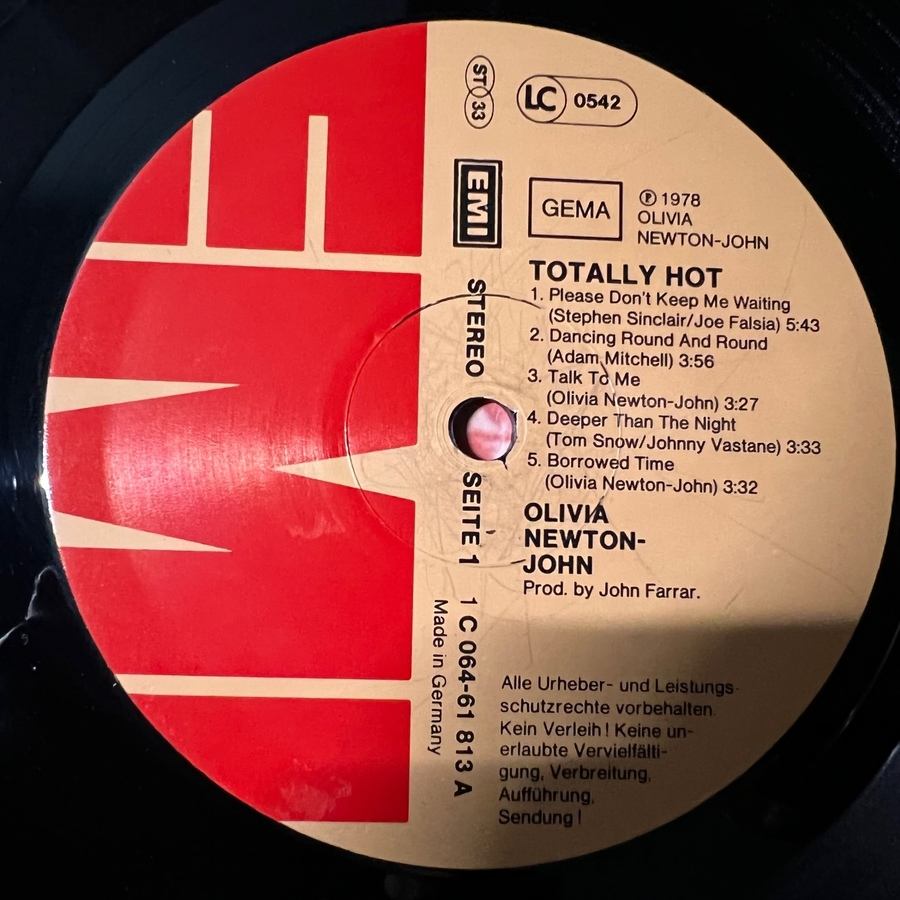 ST 33
LC 0542
EMI
GEMA
℗ 1978
OLIVIA
NEWTON-JOHN
TOTALLY HOT
1. Please Don't Keep Me Waiting
(Stephen Sinclair/Joe Falsia) 5:43
2. Dancing Round And Round
(Adam Mitchell) 3:56
3. Talk To Me
(Olivia Newton-John) 3:27
4. Deeper Than The Night
(Tom Snow/Johnny Vastane) 3:33
5. Borrowed Time
(Olivia Newton-John) 3:32
OLIVIA
NEWTON-
JOHN
Prod. by John Farrar.
STEREO
SEITE 1
1 C 064-61 813 A
Made in Germany
Alle Urheber- und Leistungs-
schutzrechte vorbehalten.
Kein Verleih! Keine un-
erlaubte Vervielfälti-
gung, Verbreitung,
Aufführung,
Sendung!
EMI